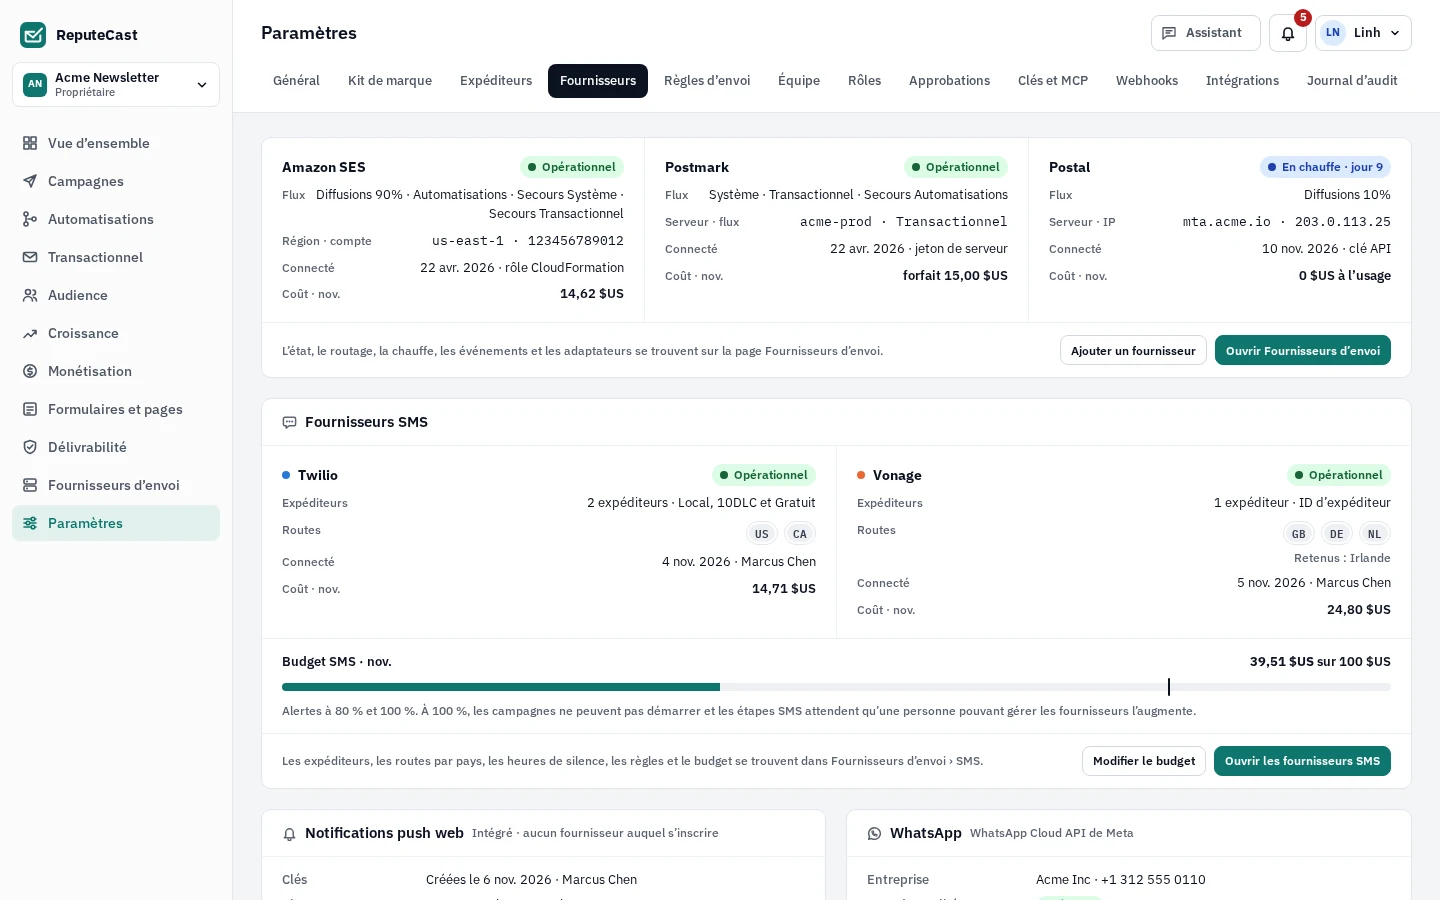 ReputeCast
AN
Acme Newsletter
Propriétaire
Vue d’ensemble
Campagnes
Automatisations
Transactionnel
Audience
Croissance
Monétisation
Formulaires et pages
Délivrabilité
Fournisseurs d’envoi
Paramètres
Paramètres
Assistant
5
LN
Linh
Général
Kit de marque
Expéditeurs
Fournisseurs
Règles d’envoi
Équipe
Rôles
Approbations
Clés et MCP
Webhooks
Intégrations
Journal d’audit
Amazon SES
Opérationnel
Flux
Diffusions 90% · Automatisations · Secours Système ·
Secours Transactionnel
Région · compte
us-east-1 · 123456789012
Connecté
22 avr. 2026 · rôle CloudFormation
Coût · nov.
14,62 $US
Postmark
Opérationnel
Flux
Système · Transactionnel · Secours Automatisations
Serveur · flux
acme-prod · Transactionnel
Connecté
22 avr. 2026 · jeton de serveur
Coût · nov.
forfait 15,00 $US
Postal
En chauffe · jour 9
Flux
Diffusions 10%
Serveur · IP
mta.acme.io · 203.0.113.25
Connecté
10 nov. 2026 · clé API
Coût · nov.
0 $US à l’usage
L’état, le routage, la chauffe, les événements et les adaptateurs se trouvent sur la page Fournisseurs d’envoi.
Ajouter un fournisseur
Ouvrir Fournisseurs d’envoi
Fournisseurs SMS
Twilio
Opérationnel
Expéditeurs
2 expéditeurs · Local, 10DLC et Gratuit
Routes
US
CA
Connecté
4 nov. 2026 · Marcus Chen
Coût · nov.
14,71 $US
Vonage
Opérationnel
Expéditeurs
1 expéditeur · ID d’expéditeur
Routes
GB
DE
NL
Retenus : Irlande
Connecté
5 nov. 2026 · Marcus Chen
Coût · nov.
24,80 $US
Budget SMS · nov.
39,51 $US sur 100 $US
Alertes à 80 % et 100 %. À 100 %, les campagnes ne peuvent pas démarrer et les étapes SMS attendent qu’une personne pouvant gérer les fournisseurs l’augmente.
Les expéditeurs, les routes par pays, les heures de silence, les règles et le budget se trouvent dans Fournisseurs d’envoi › SMS.
Modifier le budget
Ouvrir les fournisseurs SMS
Notifications push web
Intégré · aucun fournisseur auquel s’inscrire
Clés
Créées le 6 nov. 2026 · Marcus Chen
WhatsApp
WhatsApp Cloud API de Meta
Entreprise
Acme Inc · +1 312 555 0110